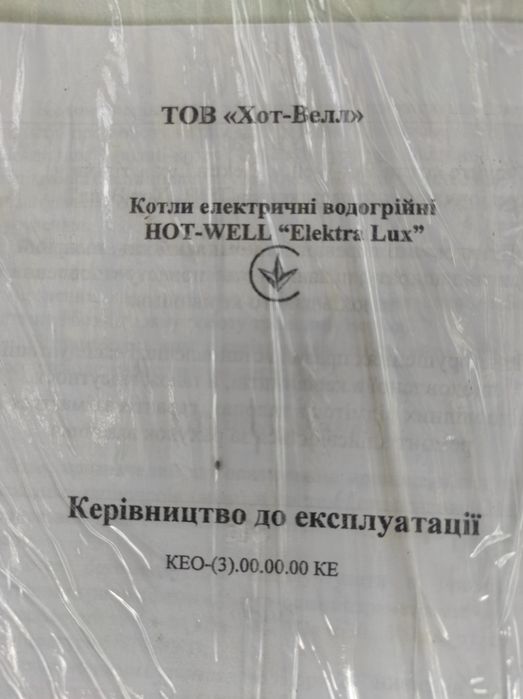 ТОВ «Хот-Велл»
Котли електричні водогрійні
HOT-WELL “Elektra Lux”
Керівництво до експлуатації
КЕО-(3).00.00.00 КЕ